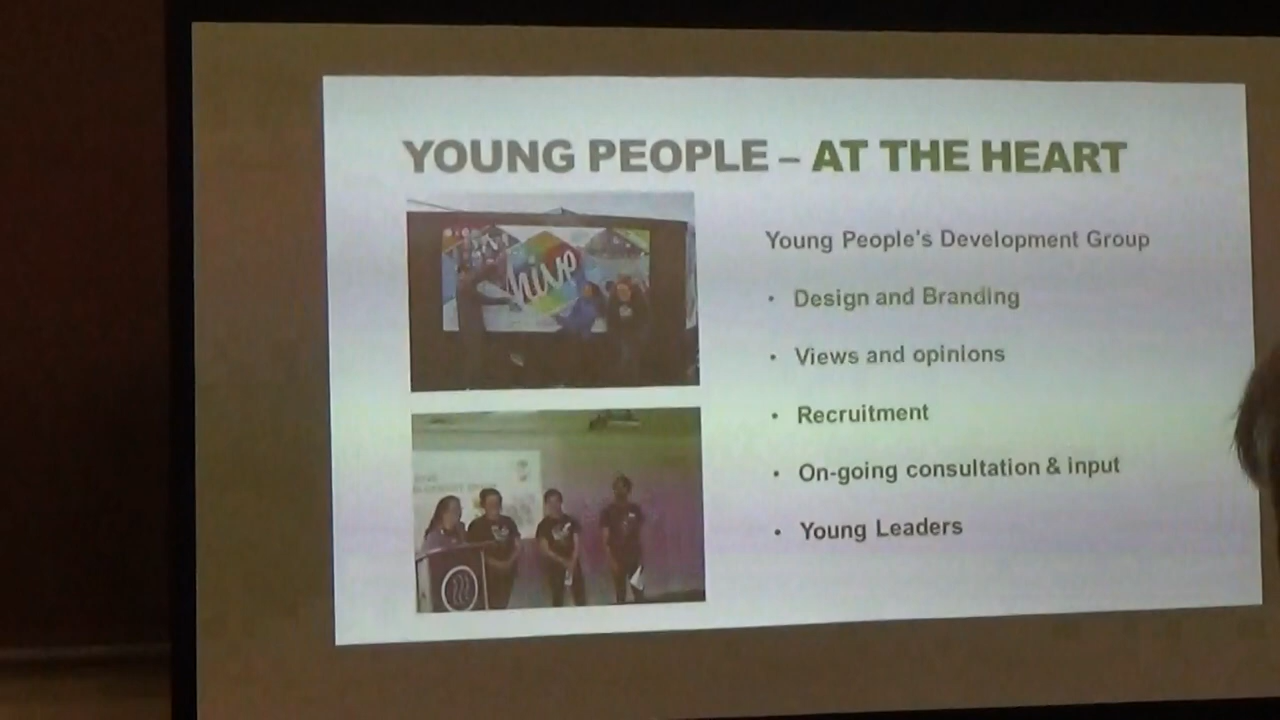 YOUNG PEOPLE – AT THE HEART
Young People's Development Group
• Design and Branding
• Views and opinions
• Recruitment
• On-going consultation & input
• Young Leaders